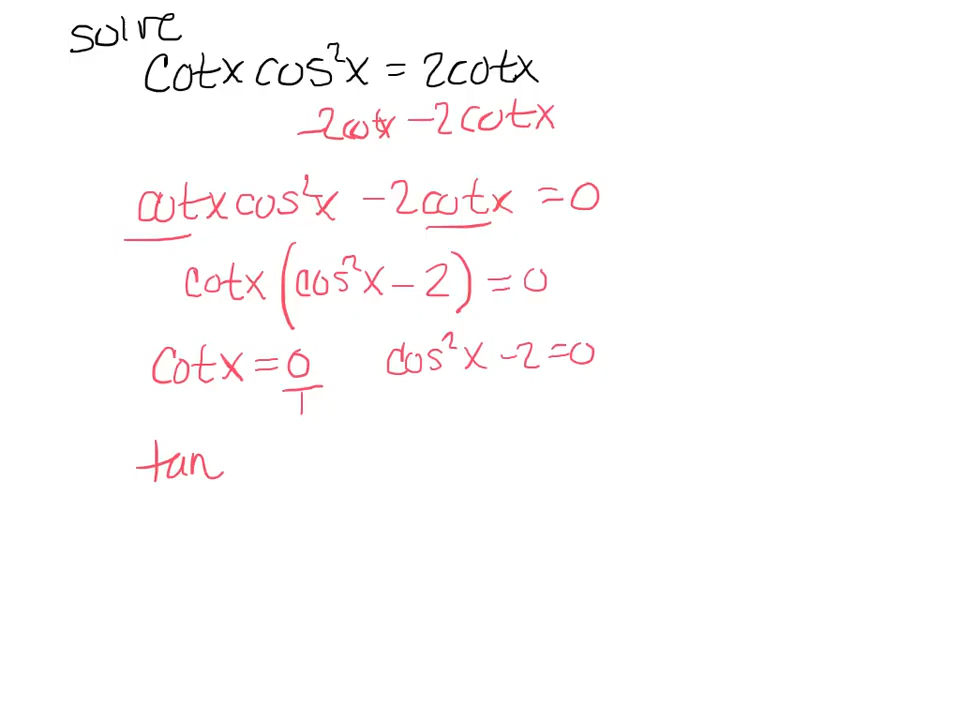 solve
cotx cos²x = 2cotx
-2cotx -2cotx
cotx cos²x - 2cotx = 0
cotx (cos²x - 2) = 0
cotx = 0/1 cos²x - 2 = 0
tan